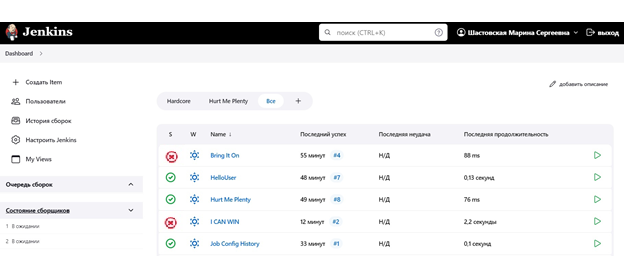 Jenkins
поиск (CTRL+K)
Шастовская Марина Сергеевна
выход
Dashboard
Создать Item
Пользователи
История сборок
Настроить Jenkins
My Views
Очередь сборок
Состояние сборщиков
1 В ожидании
2 В ожидании
добавить описание
Hardcore Hurt Me Plenty Все +
S W Name ↓ Последний успех Последняя неудача Последняя продолжительность
Bring It On 55 минут #4 Н/Д 88 ms
HelloUser 48 минут #7 Н/Д 0,13 секунд
Hurt Me Plenty 49 минут #8 Н/Д 76 ms
I CAN WIN 12 минут #2 Н/Д 2,2 секунды
Job Config History 33 минут #1 Н/Д 0,1 секунд